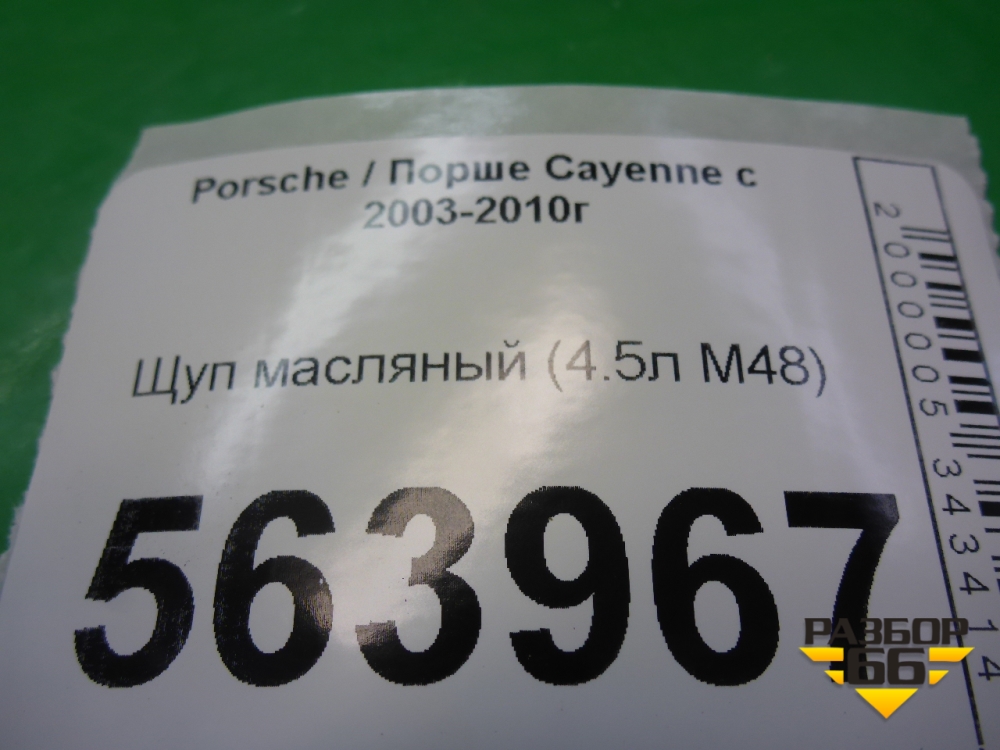 Porsche / Порше Cayenne с
2003-2010г
Щуп масляный (4.5л M48)
563967
2000005343414
РАЗБОР
66